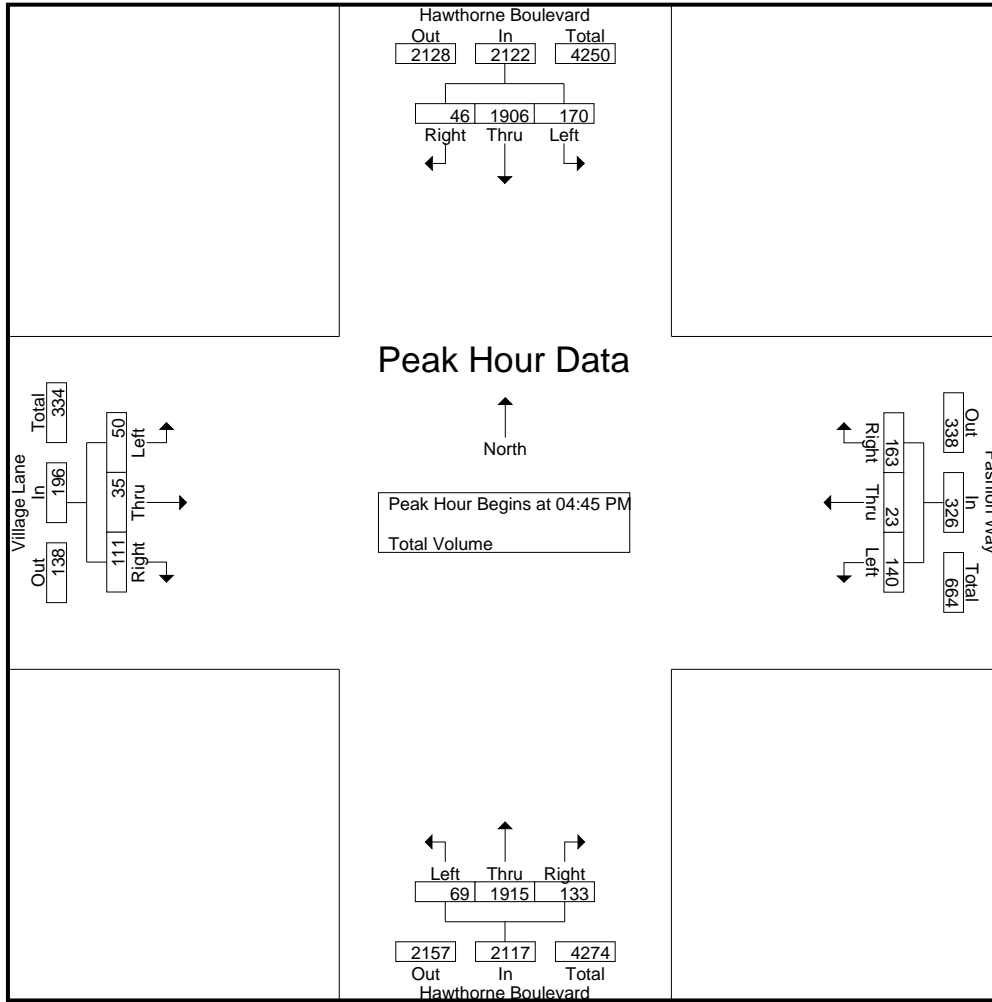 Hawthorne Boulevard
Out In Total
2128 2122 4250
46 1906 170
Right Thru Left
Peak Hour Data
North
Peak Hour Begins at 04:45 PM
Total Volume
Village Lane
Out In Total
138 196 334
111 35 50
Right Thru Left
Fashion Way
Out In Total
338 326 664
163 23 140
Right Thru Left
Left Thru Right
69 1915 133
2157 2117 4274
Out In Total
Hawthorne Boulevard